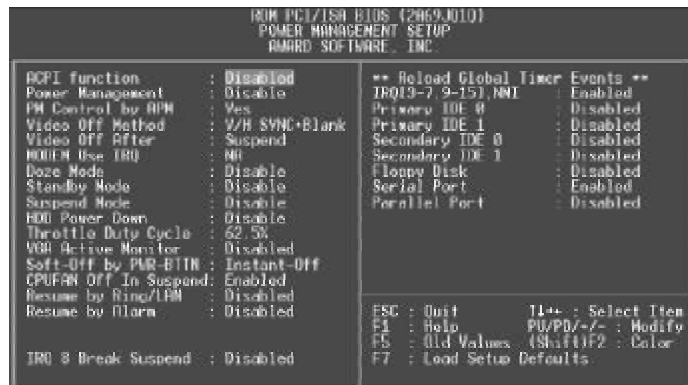 ROM PCI/ISA BIOS (2A69JQ1D)
POWER MANAGEMENT SETUP
AWARD SOFTWARE, INC.
ACPI function : Disabled
Power Management : Disable
PM Control by APM : Yes
Video Off Method : V/H SYNC+Blank
Video Off After : Suspend
MODEM Use IRQ : NA
Doze Mode : Disable
Standby Mode : Disable
Suspend Mode : Disable
HDD Power Down : Disable
Throttle Duty Cycle : 62.5%
VGA Active Monitor : Disabled
Soft-Off by PWR-BTTN : Instant-Off
CPUFAN Off In Suspend: Enabled
Resume by Ring/LAN : Disabled
Resume by Alarm : Disabled
IRQ 8 Break Suspend : Disabled
** Reload Global Timer Events **
IRQ[3-7,9-15],NMI : Enabled
Primary IDE 0 : Disabled
Primary IDE 1 : Disabled
Secondary IDE 0 : Disabled
Secondary IDE 1 : Disabled
Floppy Disk : Disabled
Serial Port : Enabled
Parallel Port : Disabled
ESC : Quit ↑↓→← : Select Item
F1 : Help PU/PD/+/- : Modify
F5 : Old Values (Shift)F2 : Color
F7 : Load Setup Defaults